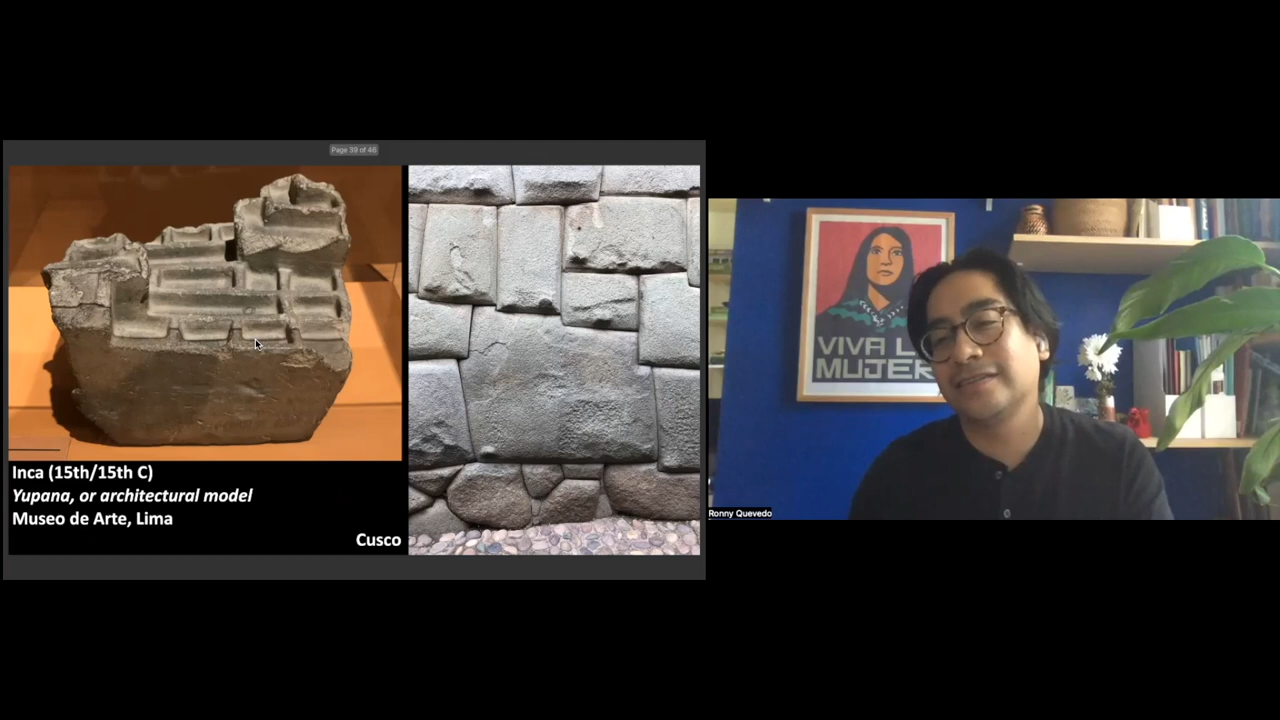 Page 39 of 46
Inca (15th/15th C)
Yupana, or architectural model
Museo de Arte, Lima
Cusco
VIVA L
MUJER
Ronny Quevedo